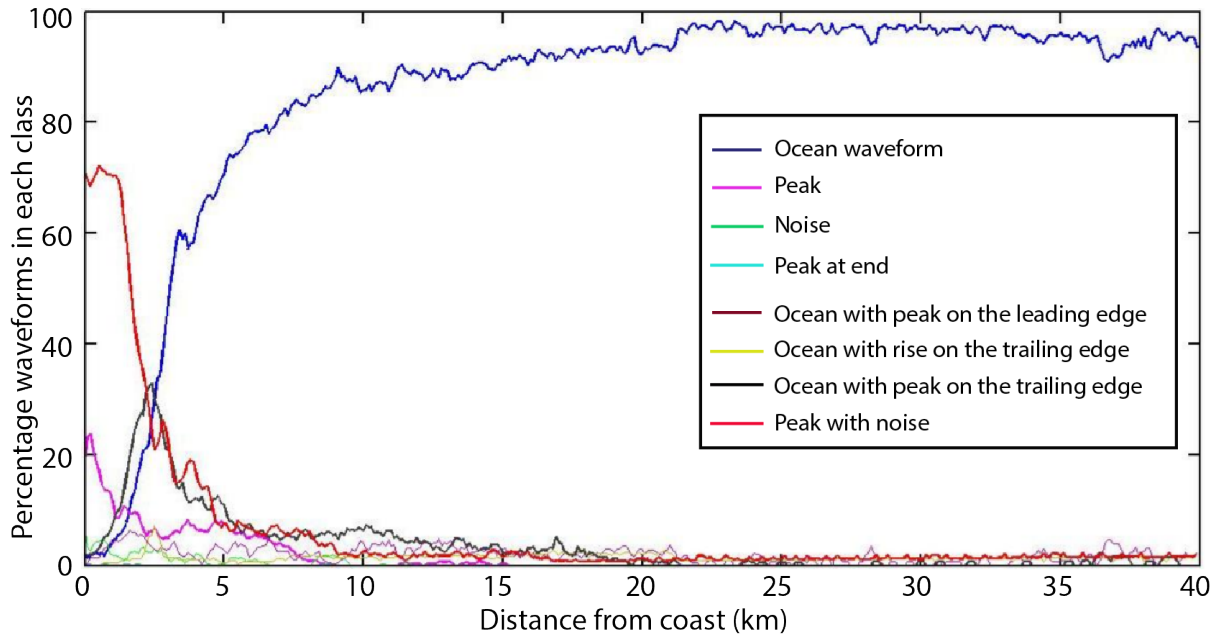 Percentage waveforms in each class
100
80
60
40
20
0
Ocean waveform
Peak
Noise
Peak at end
Ocean with peak on the leading edge
Ocean with rise on the trailing edge
Ocean with peak on the trailing edge
Peak with noise
0 5 10 15 20 25 30 35 40
Distance from coast (km)